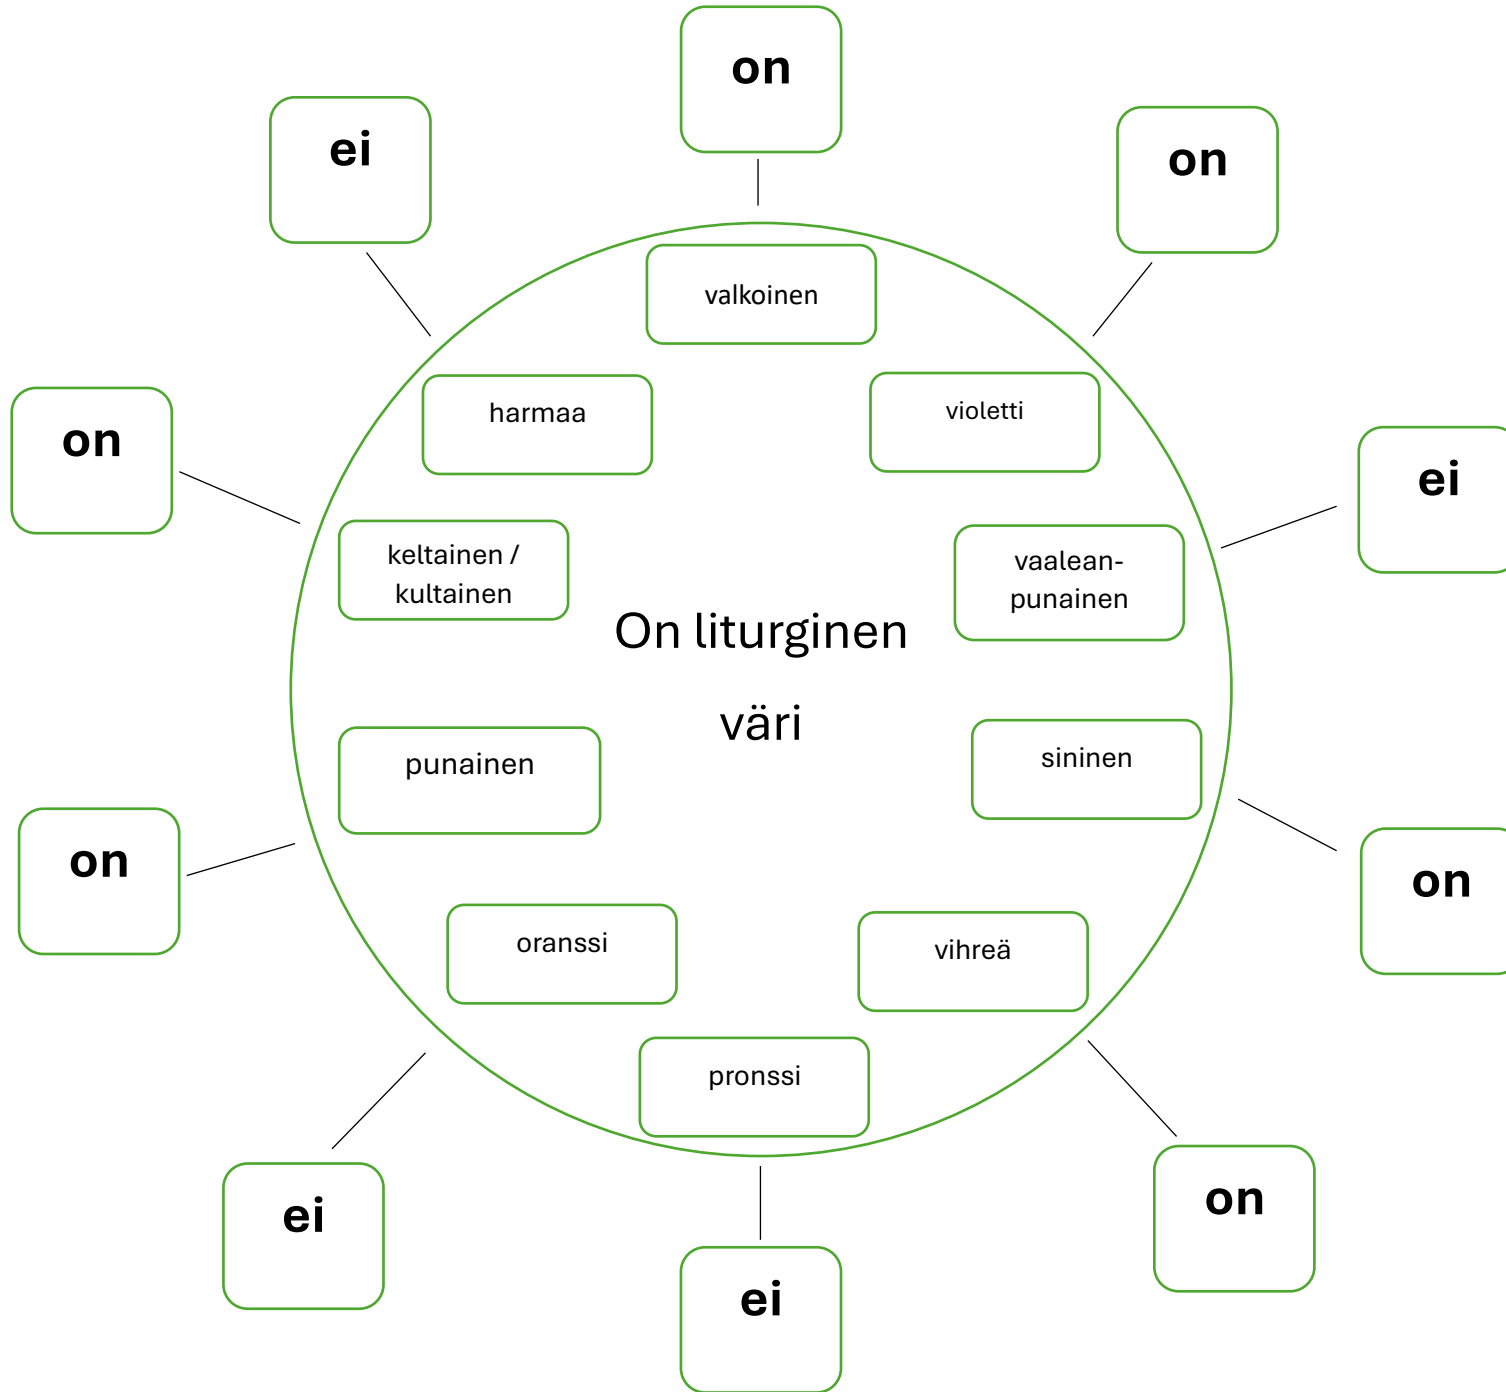 on
ei
on
valkoinen
harmaa
violetti
on
ei
keltainen /
kultainen
vaalean-
punainen
On liturginen
väri
punainen
sininen
on
on
oranssi
vihreä
pronssi
ei
on
ei